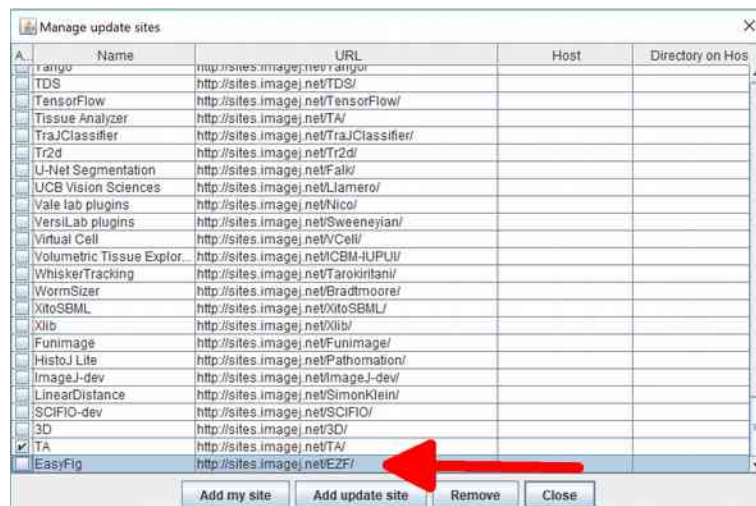 Manage update sites
A... Name URL Host Directory on Hos
Tango http://sites.imagej.net/Tango/
TDS http://sites.imagej.net/TDS/
TensorFlow http://sites.imagej.net/TensorFlow/
Tissue Analyzer http://sites.imagej.net/TA/
TraJClassifier http://sites.imagej.net/TraJClassifier/
Tr2d http://sites.imagej.net/Tr2d/
U-Net Segmentation http://sites.imagej.net/Falk/
UCB Vision Sciences http://sites.imagej.net/Llamero/
Vale lab plugins http://sites.imagej.net/Nico/
VersiLab plugins http://sites.imagej.net/Sweeneyian/
Virtual Cell http://sites.imagej.net/VCell/
Volumetric Tissue Explor... http://sites.imagej.net/ICBM-IUPUI/
WhiskerTracking http://sites.imagej.net/Tarokiritani/
WormSizer http://sites.imagej.net/Bradtmoore/
XitoSBML http://sites.imagej.net/XitoSBML/
Xlib http://sites.imagej.net/Xlib/
Funimage http://sites.imagej.net/Funimage/
HistoJ Lite http://sites.imagej.net/Pathomation/
ImageJ-dev http://sites.imagej.net/ImageJ-dev/
LinearDistance http://sites.imagej.net/SimonKlein/
SCIFIO-dev http://sites.imagej.net/SCIFIO/
3D http://sites.imagej.net/3D/
TA http://sites.imagej.net/TA/
EasyFig http://sites.imagej.net/EZF/
Add my site Add update site Remove Close